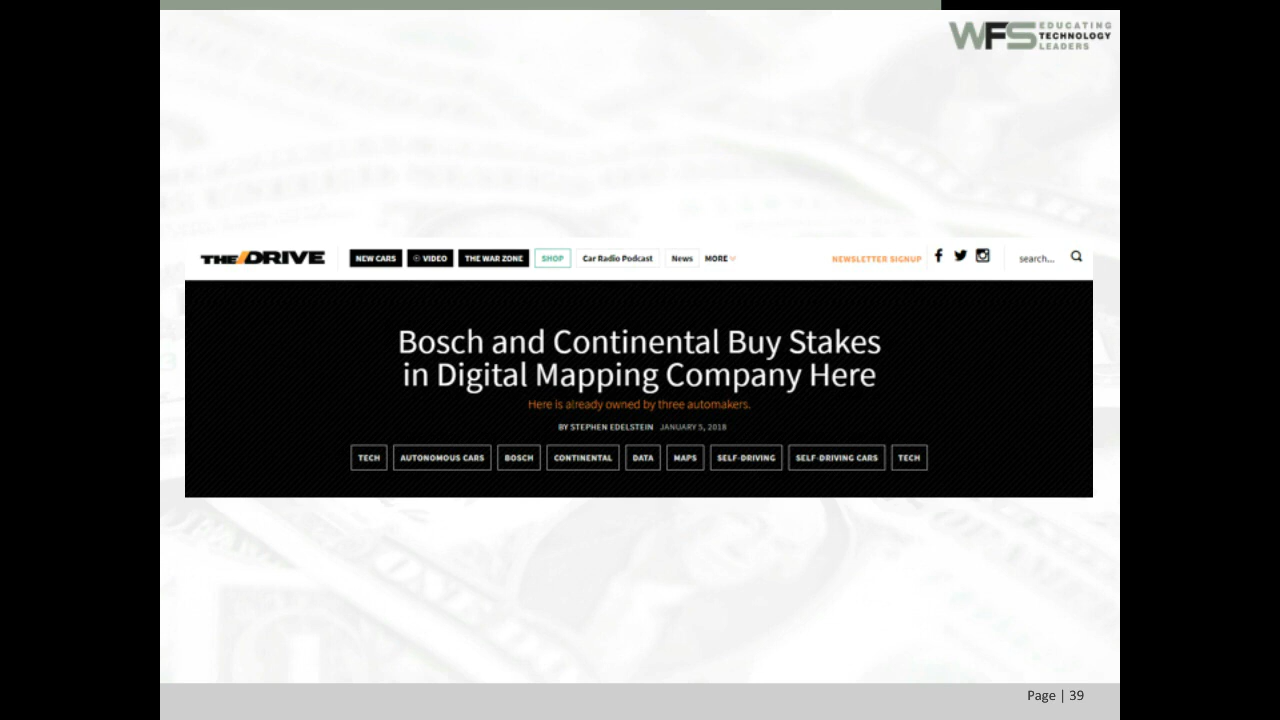 WFS EDUCATING
TECHNOLOGY
LEADERS
THE/DRIVE NEW CARS VIDEO THE WAR ZONE SHOP Car Radio Podcast News MORE NEWSLETTER SIGNUP search...
Bosch and Continental Buy Stakes
in Digital Mapping Company Here
Here is already owned by three automakers.
BY STEPHEN EDELSTEIN JANUARY 5, 2018
TECH AUTONOMOUS CARS BOSCH CONTINENTAL DATA MAPS SELF-DRIVING SELF-DRIVING CARS TECH
Page | 39